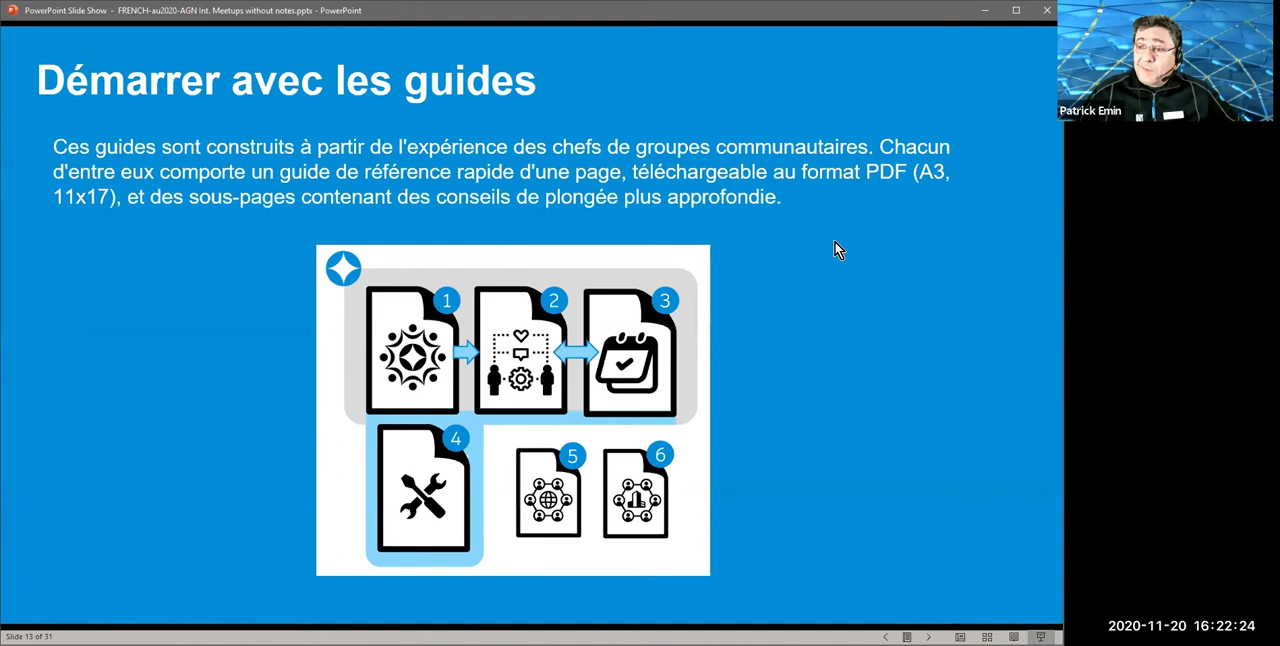 PowerPoint Slide Show - FRENCH-au2020-AGN Int. Meetups without notes.pptx - PowerPoint
Démarrer avec les guides
Ces guides sont construits à partir de l'expérience des chefs de groupes communautaires. Chacun
d'entre eux comporte un guide de référence rapide d'une page, téléchargeable au format PDF (A3,
11x17), et des sous-pages contenant des conseils de plongée plus approfondie.
1
2
3
4
5
6
Patrick Emin
Slide 13 of 31
2020-11-20 16:22:24